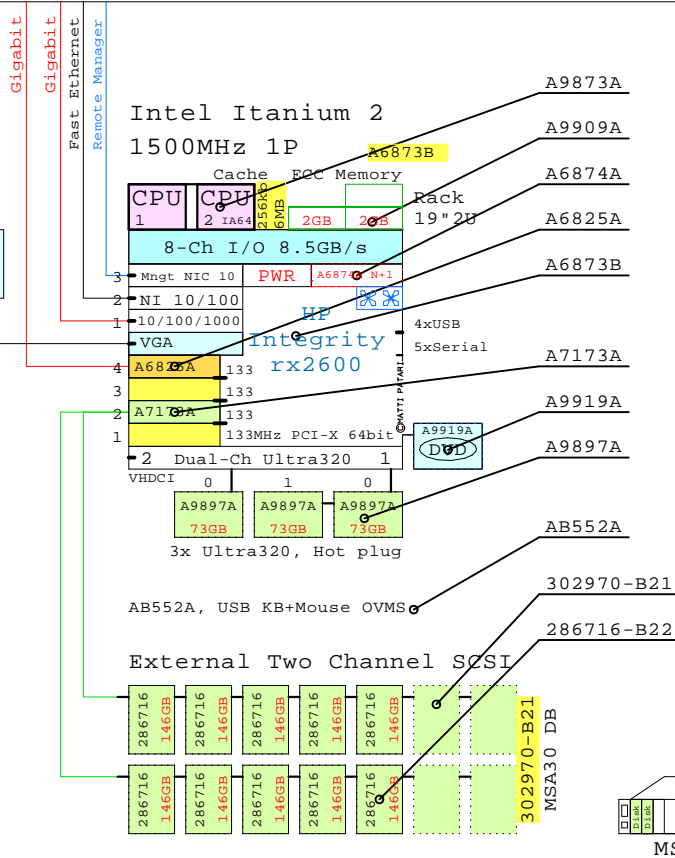 Gigabit
Gigabit
Fast Ethernet
Remote Manager
Intel Itanium 2
1500MHz 1P
A6873B
Cache ECC Memory
CPU
1
CPU
2 IA64
256kb
6MB
2GB
2GB
Rack
19"2U
8-Ch I/O 8.5GB/s
3 Mngt NIC 10
PWR
A6874A N+1
2 NI 10/100
1 10/100/1000
HP
Integrity
rx2600
VGA
4xUSB
5xSerial
4 A6825A
133
3
133
2 A7173A
133
1
133MHz PCI-X 64bit
©MATTI PATARI
A9919A
DVD
2 Dual-Ch Ultra320 1
VHDCI
0
1
0
A9897A
73GB
A9897A
73GB
A9897A
73GB
3x Ultra320, Hot plug
AB552A, USB KB+Mouse OVMS
External Two Channel SCSI
286716
146GB
286716
146GB
286716
146GB
286716
146GB
286716
146GB
286716
146GB
286716
146GB
286716
146GB
286716
146GB
286716
146GB
302970-B21
MSA30 DB
A9873A
A9909A
A6874A
A6825A
A6873B
A7173A
A9919A
A9897A
AB552A
302970-B21
286716-B22
Disk
Disk